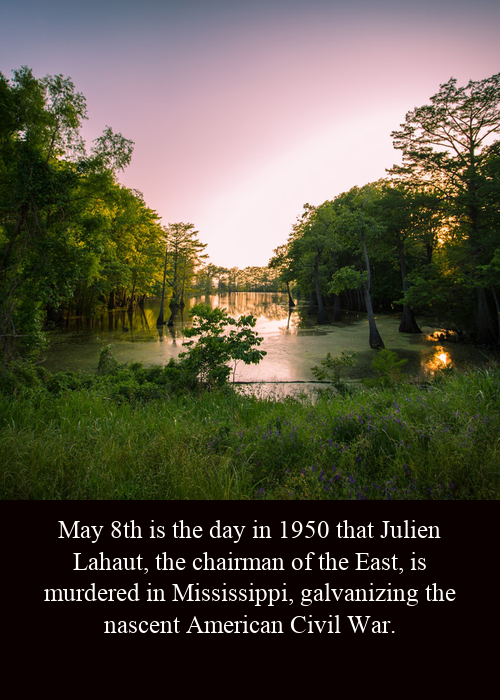 May 8th is the day in 1950 that Julien
Lahaut, the chairman of the East, is
murdered in Mississippi, galvanizing the
nascent American Civil War.